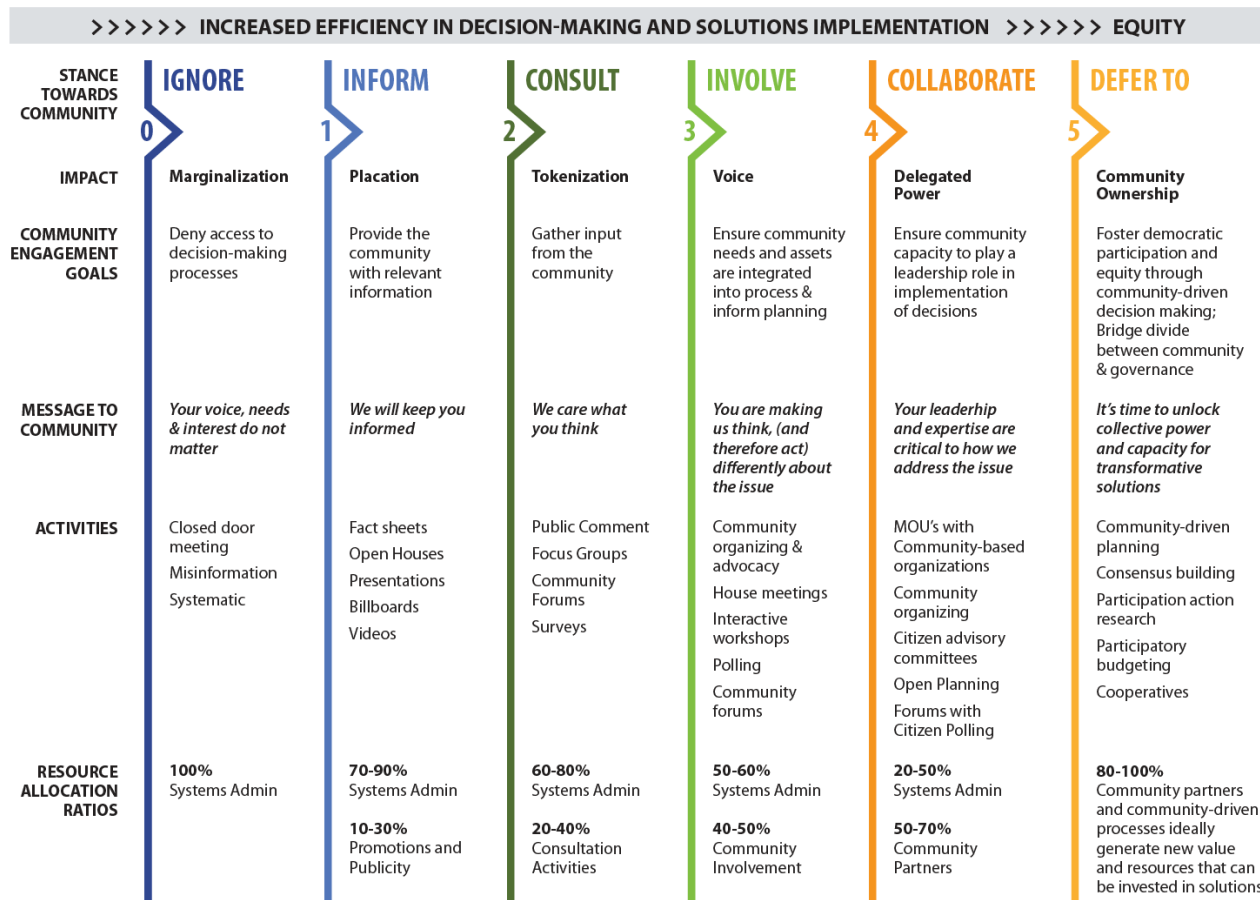 > > > > > > INCREASED EFFICIENCY IN DECISION-MAKING AND SOLUTIONS IMPLEMENTATION > > > > > > EQUITY
STANCE
TOWARDS
COMMUNITY
IGNORE
0
INFORM
1
CONSULT
2
INVOLVE
3
COLLABORATE
4
DEFER TO
5
IMPACT
Marginalization
Placation
Tokenization
Voice
Delegated
Power
Community
Ownership
COMMUNITY
ENGAGEMENT
GOALS
Deny access to
decision-making
processes
Provide the
community
with relevant
information
Gather input
from the
community
Ensure community
needs and assets
are integrated
into process &
inform planning
Ensure community
capacity to play a
leadership role in
implementation
of decisions
Foster democratic
participation and
equity through
community-driven
decision making;
Bridge divide
between community
& governance
MESSAGE TO
COMMUNITY
Your voice, needs
& interest do not
matter
We will keep you
informed
We care what
you think
You are making
us think, (and
therefore act)
differently about
the issue
Your leaderhip
and expertise are
critical to how we
address the issue
It's time to unlock
collective power
and capacity for
transformative
solutions
ACTIVITIES
Closed door
meeting
Misinformation
Systematic
Fact sheets
Open Houses
Presentations
Billboards
Videos
Public Comment
Focus Groups
Community
Forums
Surveys
Community
organizing &
advocacy
House meetings
Interactive
workshops
Polling
Community
forums
MOU's with
Community-based
organizations
Community
organizing
Citizen advisory
committees
Open Planning
Forums with
Citizen Polling
Community-driven
planning
Consensus building
Participation action
research
Participatory
budgeting
Cooperatives
RESOURCE
ALLOCATION
RATIOS
100%
Systems Admin
70-90%
Systems Admin
10-30%
Promotions and
Publicity
60-80%
Systems Admin
20-40%
Consultation
Activities
50-60%
Systems Admin
40-50%
Community
Involvement
20-50%
Systems Admin
50-70%
Community
Partners
80-100%
Community partners
and community-driven
processes ideally
generate new value
and resources that can
be invested in solutions